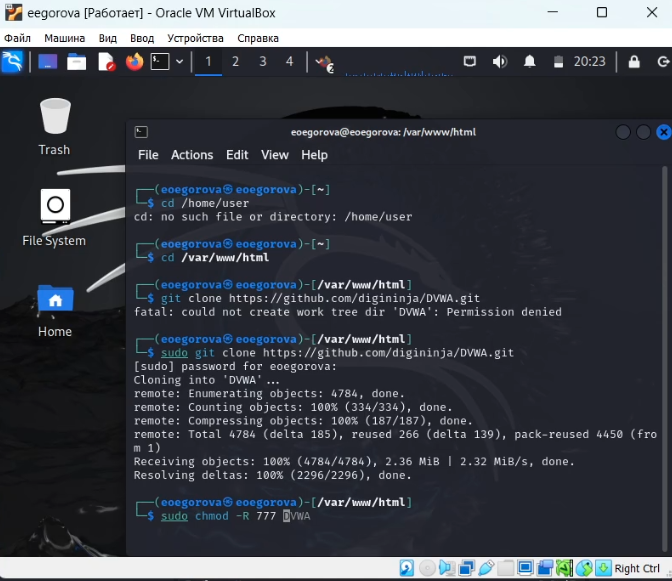 eegorova [Работает] - Oracle VM VirtualBox
Файл Машина Вид Ввод Устройства Справка
1 2 3 4 2 20:23
eoegorova@eoegorova: /var/www/html
File Actions Edit View Help
Trash
File System
Home
┌──(eoegorova㉿eoegorova)-[~]
└─$ cd /home/user
cd: no such file or directory: /home/user
┌──(eoegorova㉿eoegorova)-[~]
└─$ cd /var/www/html
┌──(eoegorova㉿eoegorova)-[/var/www/html]
└─$ git clone https://github.com/digininja/DVWA.git
fatal: could not create work tree dir 'DVWA': Permission denied
┌──(eoegorova㉿eoegorova)-[/var/www/html]
└─$ sudo git clone https://github.com/digininja/DVWA.git
[sudo] password for eoegorova:
Cloning into 'DVWA'...
remote: Enumerating objects: 4784, done.
remote: Counting objects: 100% (334/334), done.
remote: Compressing objects: 100% (187/187), done.
remote: Total 4784 (delta 185), reused 266 (delta 139), pack-reused 4450 (fro
m 1)
Receiving objects: 100% (4784/4784), 2.36 MiB | 2.32 MiB/s, done.
Resolving deltas: 100% (2296/2296), done.
┌──(eoegorova㉿eoegorova)-[/var/www/html]
└─$ sudo chmod -R 777 DVWA
Right Ctrl